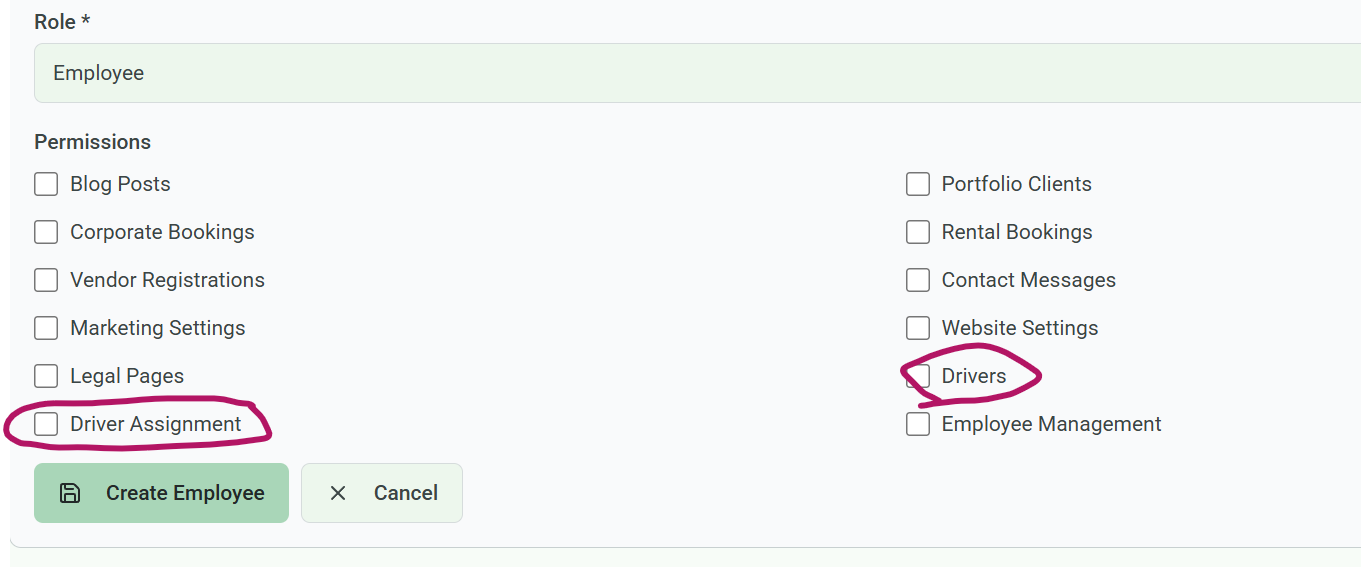 Role *
Employee
Permissions
Blog Posts
Portfolio Clients
Corporate Bookings
Rental Bookings
Vendor Registrations
Contact Messages
Marketing Settings
Website Settings
Legal Pages
Drivers
Driver Assignment
Employee Management
Create Employee
Cancel